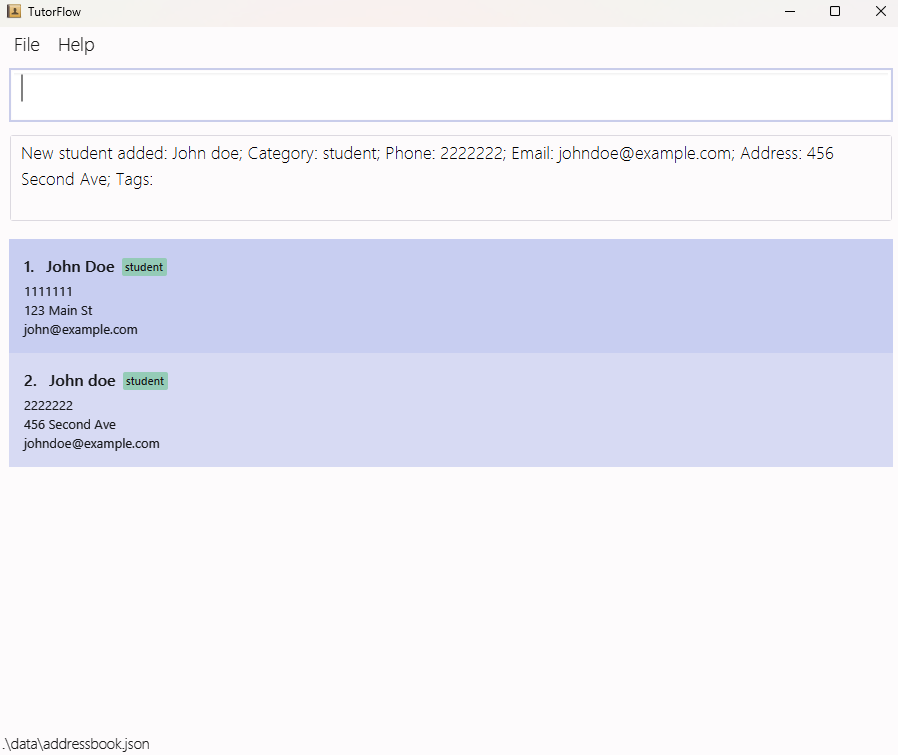 TutorFlow
File Help
New student added: John doe; Category: student; Phone: 2222222; Email: johndoe@example.com; Address: 456
Second Ave; Tags:
1. John Doe student
1111111
123 Main St
john@example.com
2. John doe student
2222222
456 Second Ave
johndoe@example.com
.\data\addressbook.json